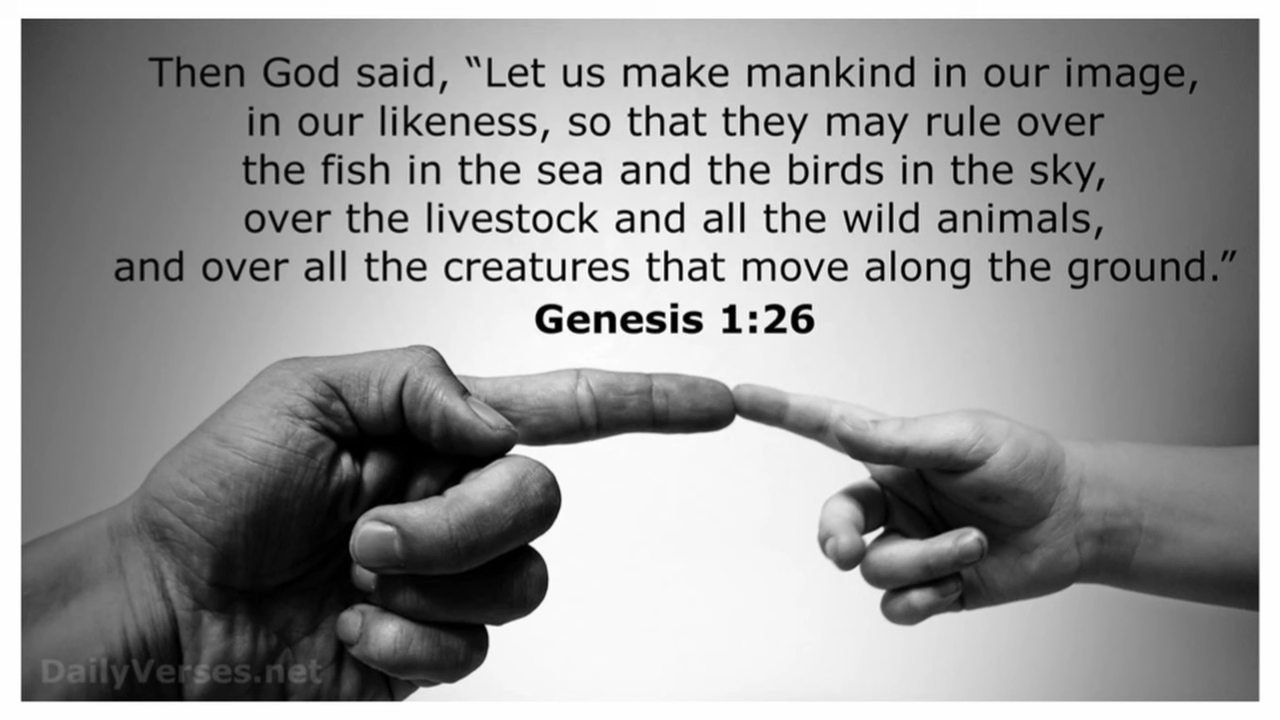 Then God said, “Let us make mankind in our image,
in our likeness, so that they may rule over
the fish in the sea and the birds in the sky,
over the livestock and all the wild animals,
and over all the creatures that move along the ground.”
Genesis 1:26
DailyVerses.net